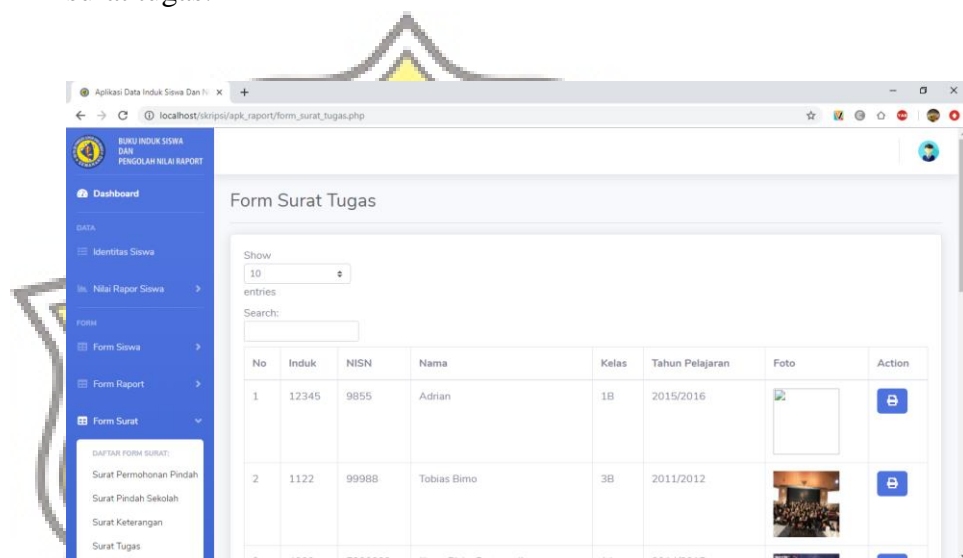 surat tugas.
Aplikasi Data Induk Siswa Dan Ni
localhost/skripsi/apk_raport/form_surat_tugas.php
BUKU INDUK SISWA
DAN
PENGOLAH NILAI RAPORT
Dashboard
DATA
Identitas Siswa
Nilai Rapor Siswa
FORM
Form Siswa
Form Raport
Form Surat
DAFTAR FORM SURAT:
Surat Permohonan Pindah
Surat Pindah Sekolah
Surat Keterangan
Surat Tugas
Form Surat Tugas
Show
10
entries
Search:
No Induk NISN Nama Kelas Tahun Pelajaran Foto Action
1 12345 9855 Adrian 1B 2015/2016
2 1122 99988 Tobias Bimo 3B 2011/2012